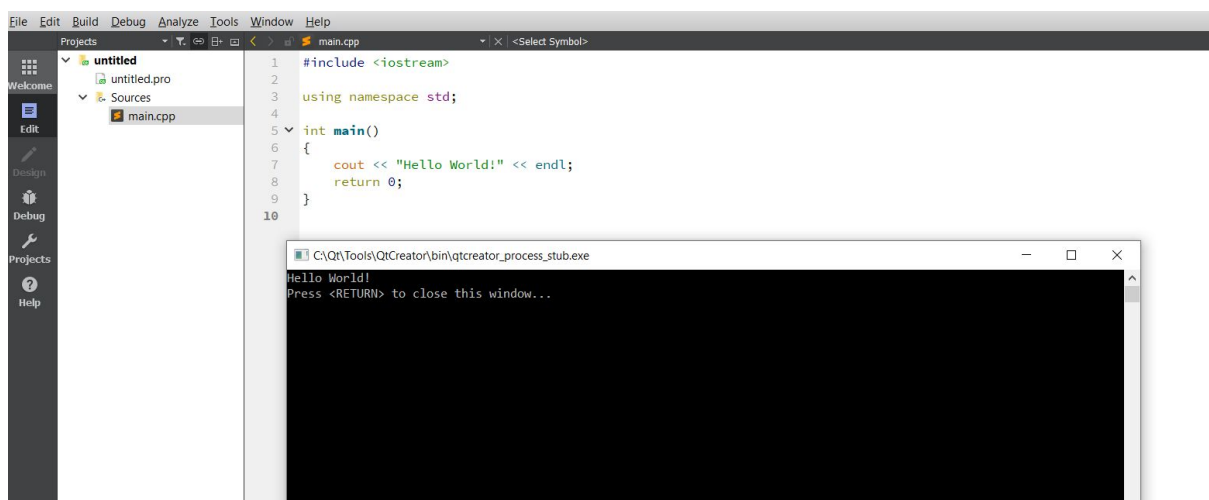 File Edit Build Debug Analyze Tools Window Help
Projects main.cpp <Select Symbol>
Welcome
Edit
Design
Debug
Projects
Help
untitled
untitled.pro
Sources
main.cpp
1 #include <iostream>
2
3 using namespace std;
4
5 int main()
6 {
7 cout << "Hello World!" << endl;
8 return 0;
9 }
10
C:\Qt\Tools\QtCreator\bin\qtcreator_process_stub.exe
Hello World!
Press <RETURN> to close this window...